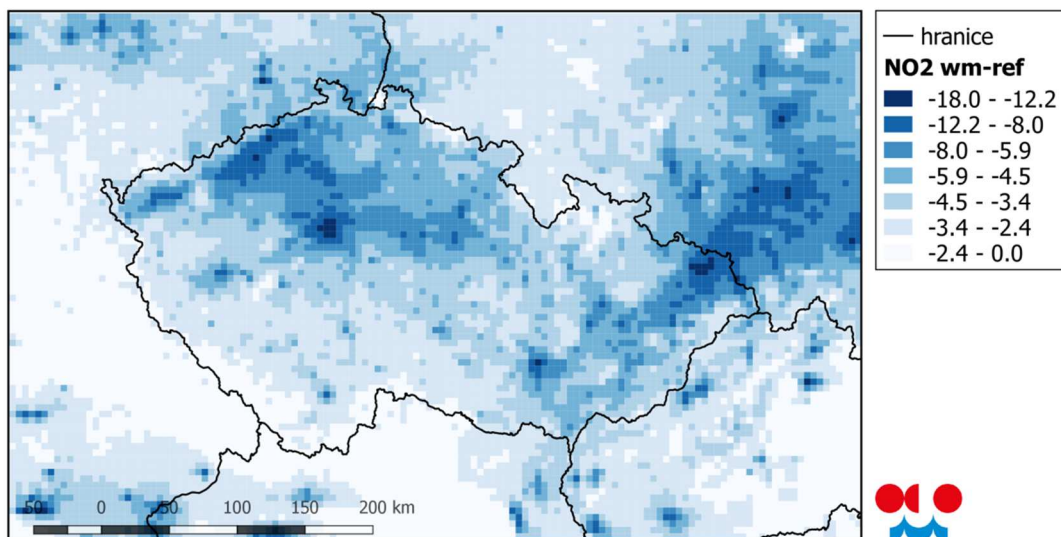 hranice
NO2 wm-ref
-18.0 - -12.2
-12.2 - -8.0
-8.0 - -5.9
-5.9 - -4.5
-4.5 - -3.4
-3.4 - -2.4
-2.4 - 0.0
50 0 50 100 150 200 km